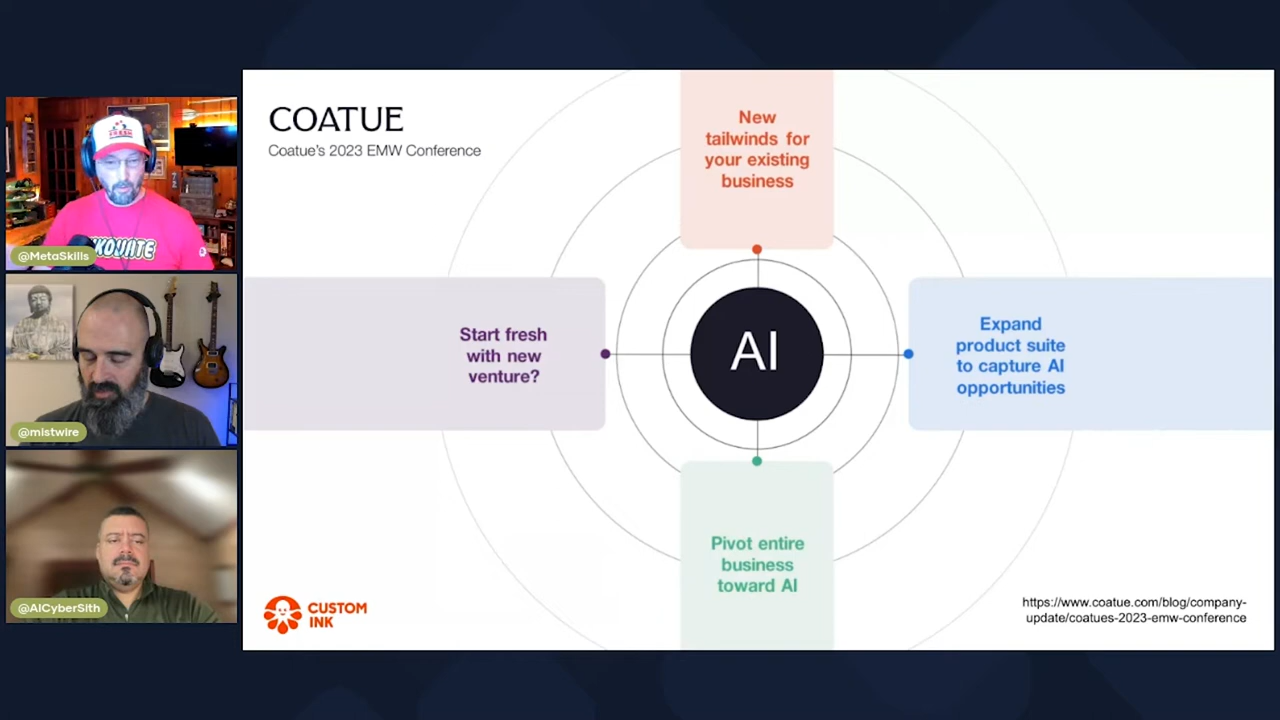 COATUE
Coatue's 2023 EMW Conference
New
tailwinds for
your existing
business
Start fresh
with new
venture?
AI
Expand
product suite
to capture AI
opportunities
Pivot entire
business
toward AI
CUSTOM
INK
https://www.coatue.com/blog/company-
update/coatues-2023-emw-conference
@MetaSkills
@mistwire
@AICyberSith